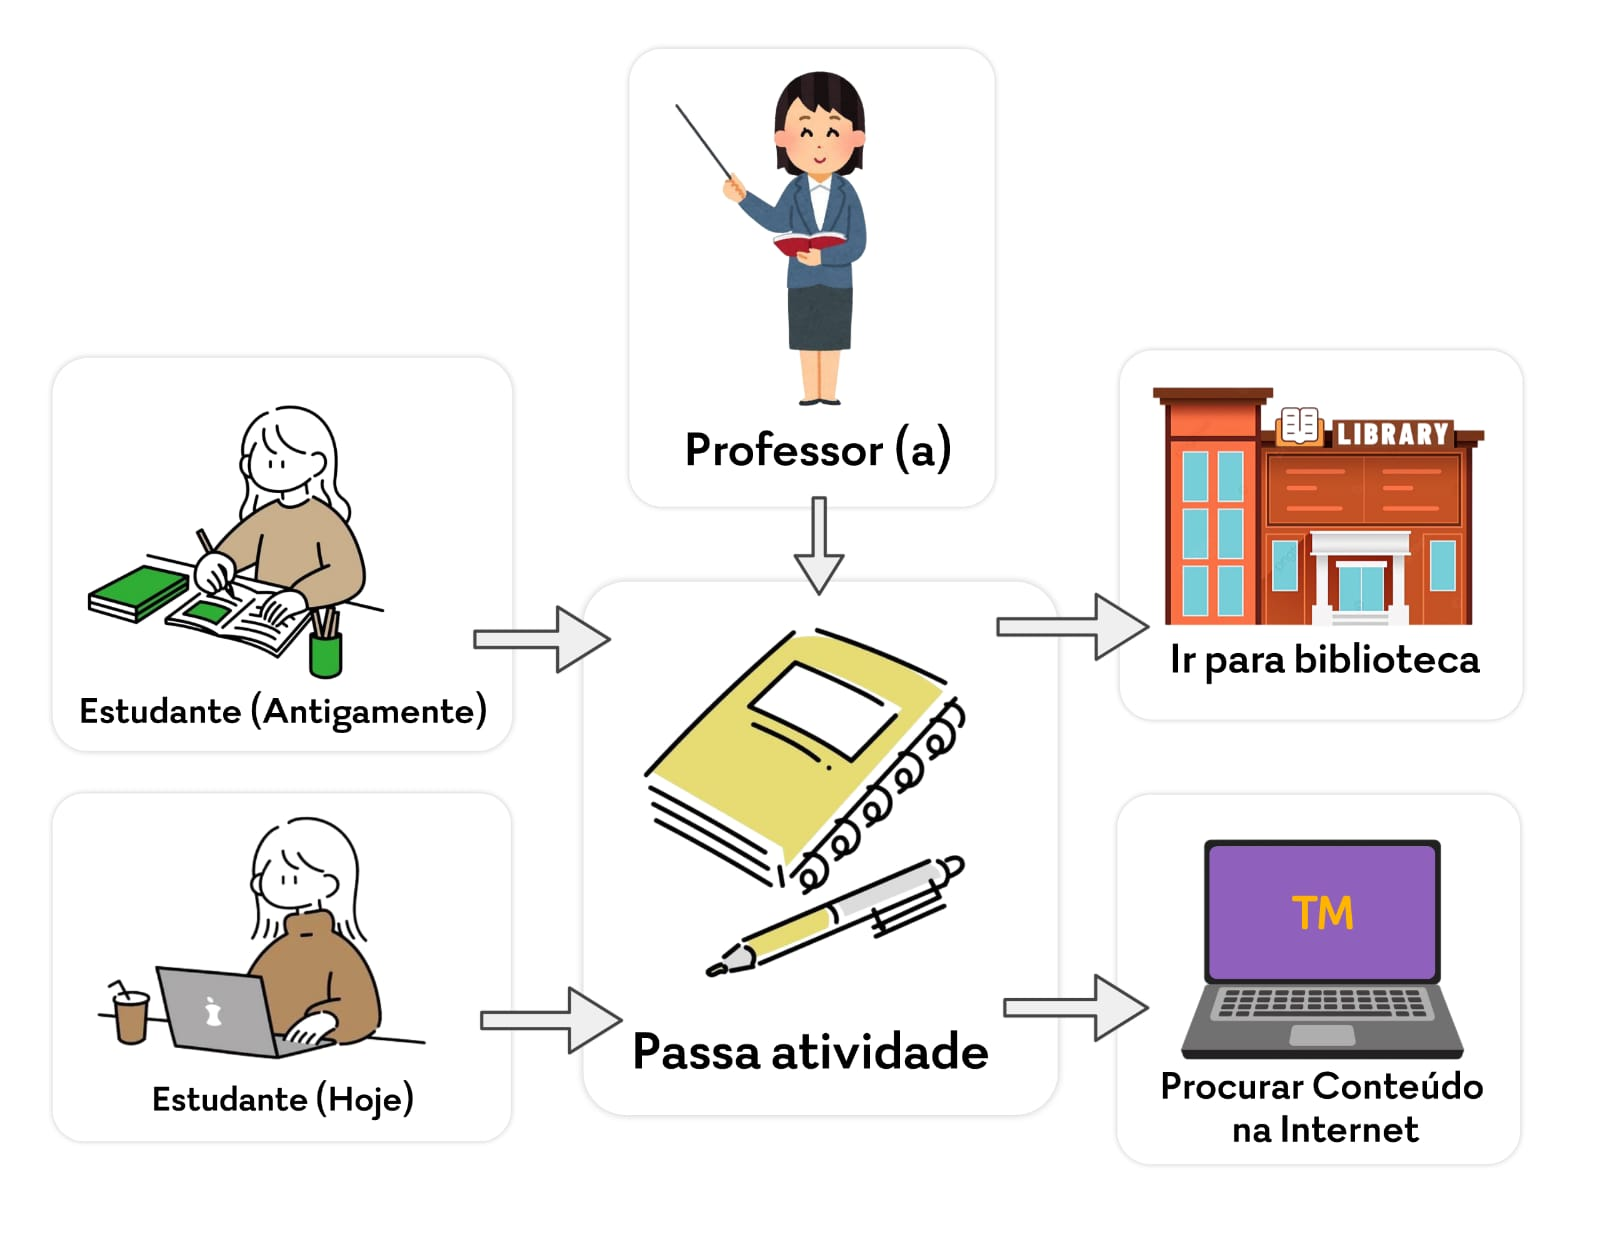 Professor (a)
LIBRARY
Ir para biblioteca
Estudante (Antigamente)
Passa atividade
Estudante (Hoje)
TM
Procurar Conteúdo
na Internet